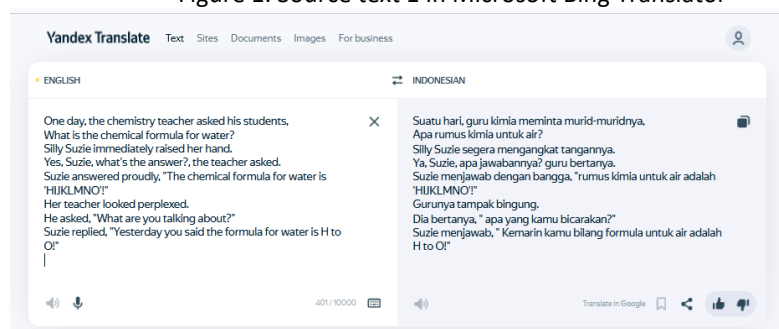 Figure 1. Source text 1 in Microsoft Bing Translator
Yandex Translate Text Sites Documents Images For business
ENGLISH
One day, the chemistry teacher asked his students,
What is the chemical formula for water?
Silly Suzie immediately raised her hand.
Yes, Suzie, what's the answer?, the teacher asked.
Suzie answered proudly, "The chemical formula for water is
'HIJKLMNO'!"
Her teacher looked perplexed.
He asked, "What are you talking about?"
Suzie replied, "Yesterday you said the formula for water is H to
O!"
401 / 10000
INDONESIAN
Suatu hari, guru kimia meminta murid-muridnya,
Apa rumus kimia untuk air?
Silly Suzie segera mengangkat tangannya.
Ya, Suzie, apa jawabannya? guru bertanya.
Suzie menjawab dengan bangga, "rumus kimia untuk air adalah
'HIJKLMNO'!"
Gurunya tampak bingung.
Dia bertanya, " apa yang kamu bicarakan?"
Suzie menjawab, " Kemarin kamu bilang formula untuk air adalah
H to O!"
Translate in Google